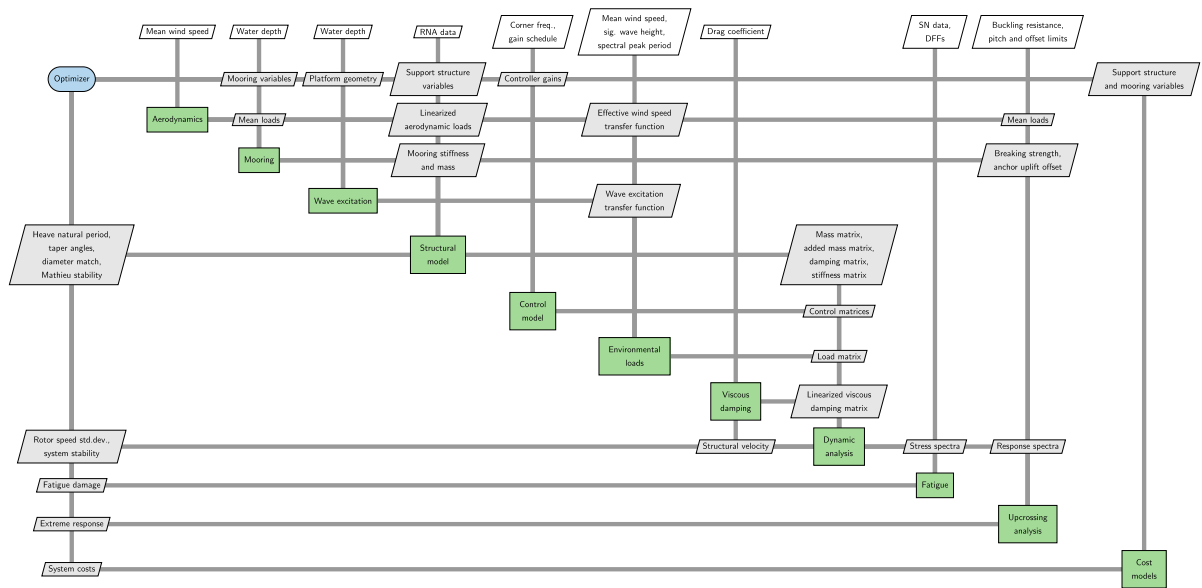 Mean wind speed
Water depth
Water depth
RNA data
Corner freq.,
gain schedule
Mean wind speed,
sig. wave height,
spectral peak period
Drag coefficient
SN data,
DFFs
Buckling resistance,
pitch and offset limits
Optimizer
Mooring variables
Platform geometry
Support structure
variables
Controller gains
Support structure
and mooring variables
Aerodynamics
Mean loads
Linearized
aerodynamic loads
Effective wind speed
transfer function
Mean loads
Mooring
Mooring stiffness
and mass
Breaking strength,
anchor uplift offset
Wave excitation
Wave excitation
transfer function
Heave natural period,
taper angles,
diameter match,
Mathieu stability
Structural
model
Mass matrix,
added mass matrix,
damping matrix,
stiffness matrix
Control
model
Control matrices
Environmental
loads
Load matrix
Viscous
damping
Linearized viscous
damping matrix
Rotor speed std.dev.,
system stability
Structural velocity
Dynamic
analysis
Stress spectra
Response spectra
Fatigue damage
Fatigue
Extreme response
Upcrossing
analysis
System costs
Cost
models